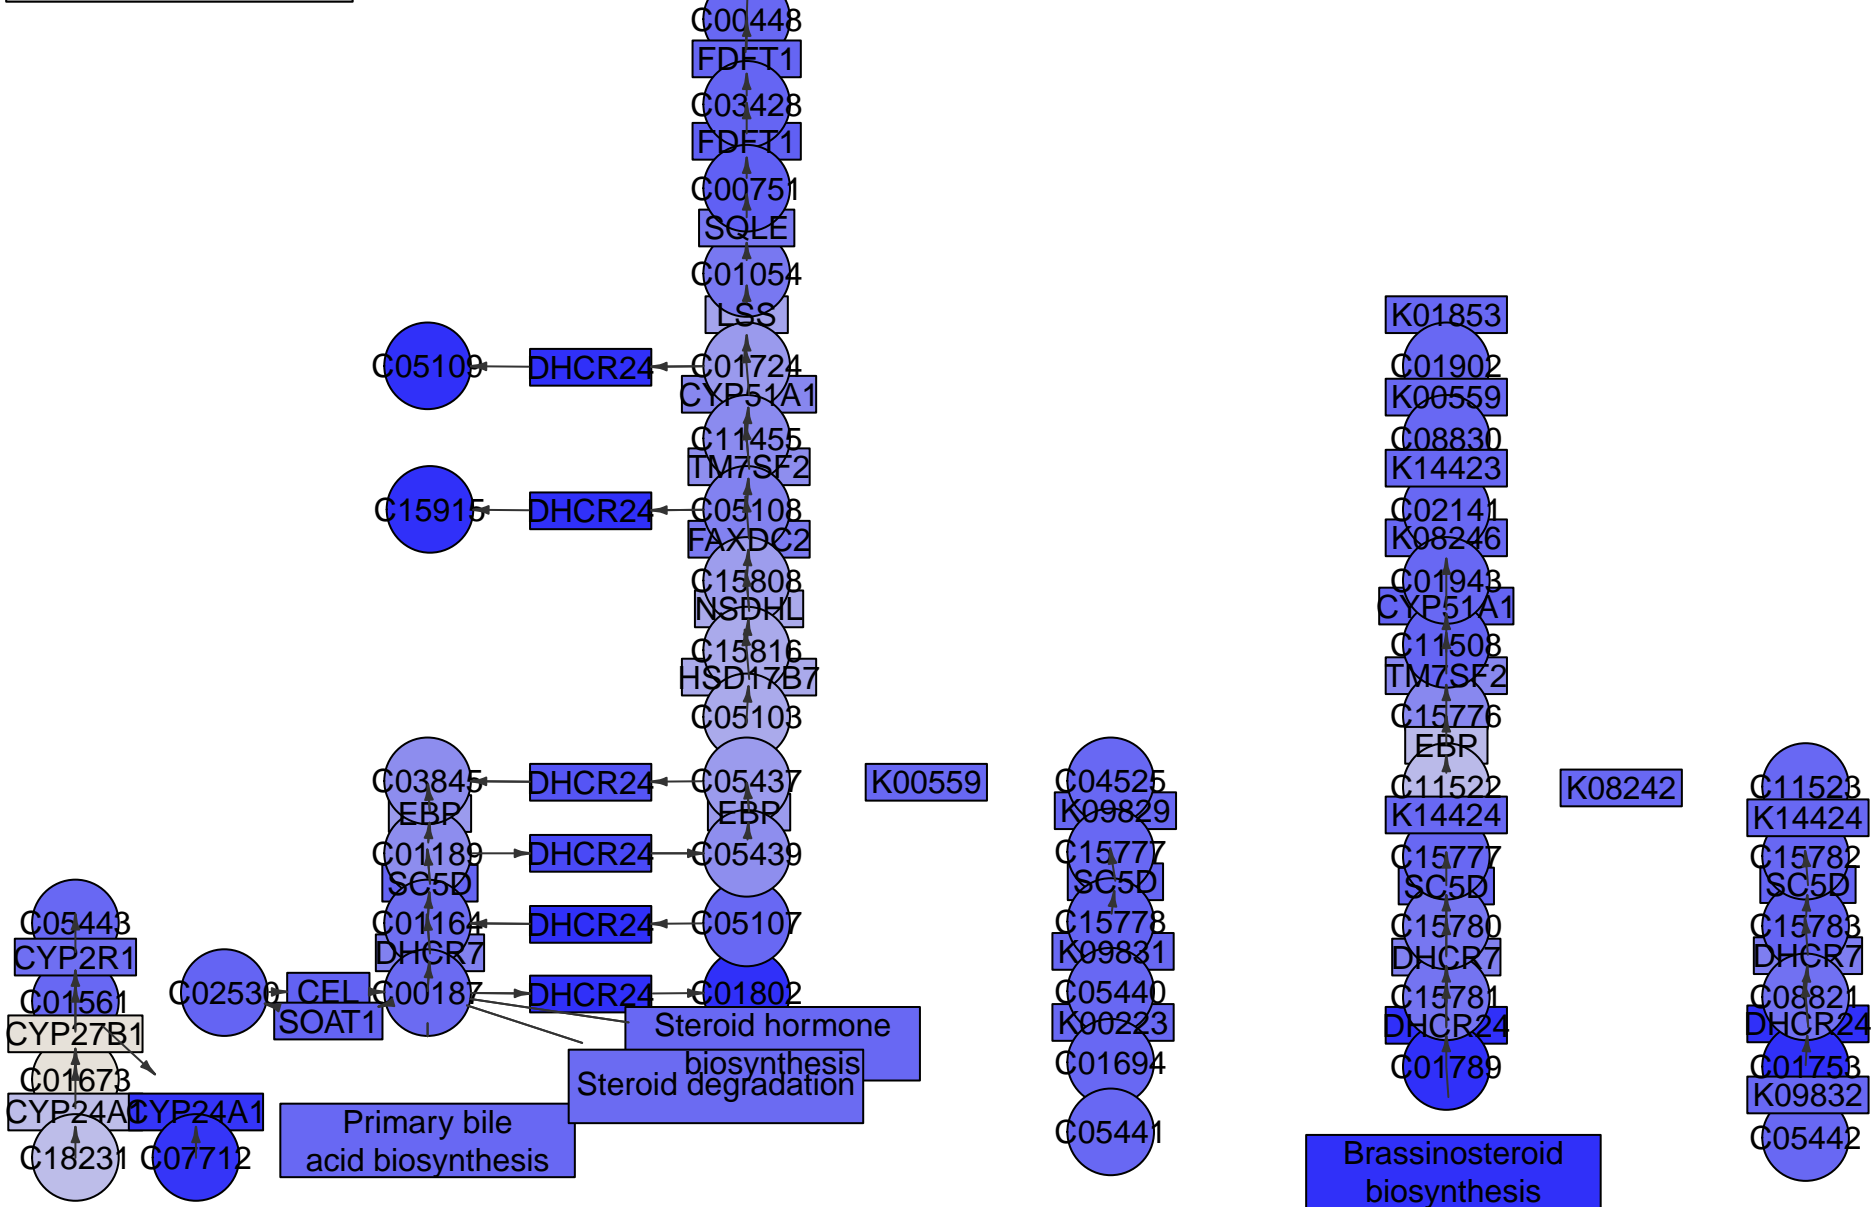 C00448
FDFT1
C03428
FDFT1
C00751
SQLE
C01054
LSS
C05109
DHCR24
C01724
CYP51A1
C11455
TM7SF2
C15915
DHCR24
C05108
FAXDC2
C15808
NSDHL
C15816
HSD17B7
C05103
C03845
DHCR24
C05437
EBP
EBP
C01189
DHCR24
C05439
SC5D
C01164
DHCR24
C05107
DHCR7
C02530
CEL
SOAT1
C00187
DHCR24
C01802
C05443
CYP2R1
C01561
CYP27B1
C01673
CYP24A1
CYP24A1
C18231
C07712
Steroid hormone
biosynthesis
Steroid degradation
Primary bile
acid biosynthesis
K00559
C04525
K09829
C15777
SC5D
C15778
K09831
C05440
K00223
C01694
C05441
K01853
C01902
K00559
C08830
K14423
C02141
K08246
C01943
CYP51A1
C11508
TM7SF2
C15776
EBP
C11522
K14424
C15777
SC5D
C15780
DHCR7
C15781
DHCR24
C01789
Brassinosteroid
biosynthesis
K08242
C11523
K14424
C15782
SC5D
C15783
DHCR7
C08821
DHCR24
C01753
K09832
C05442